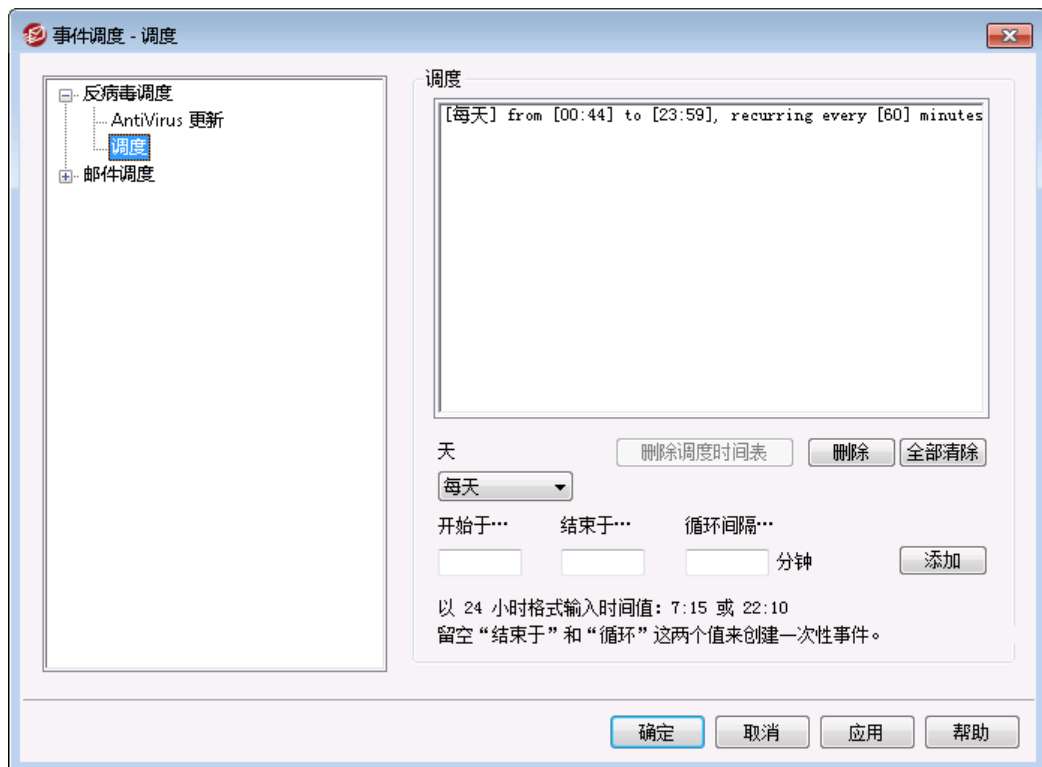 事件调度 - 调度
反病毒调度
AntiVirus 更新
调度
邮件调度
调度
[每天] from [00:44] to [23:59], recurring every [60] minutes
天
删除调度时间表
删除
全部清除
每天
开始于… 结束于… 循环间隔…
分钟
添加
以 24 小时格式输入时间值: 7:15 或 22:10
留空“结束于”和“循环”这两个值来创建一次性事件。
确定
取消
应用
帮助